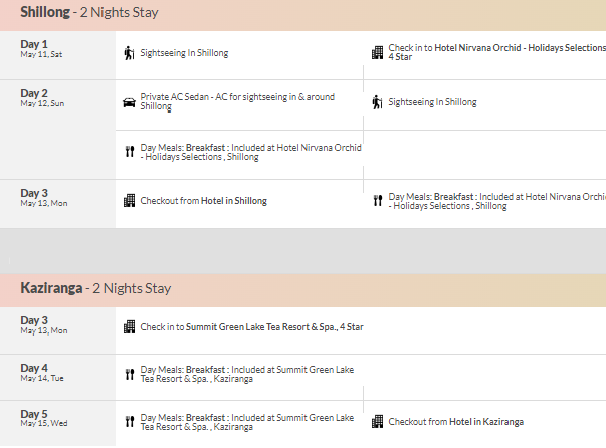 Shillong - 2 Nights Stay
Day 1
May 11, Sat
Sightseeing In Shillong
Check in to Hotel Nirvana Orchid - Holidays Selections
4 Star
Day 2
May 12, Sun
Private AC Sedan - AC for sightseeing in & around
Shillong
Sightseeing In Shillong
Day Meals: Breakfast : Included at Hotel Nirvana Orchid
- Holidays Selections , Shillong
Day 3
May 13, Mon
Checkout from Hotel in Shillong
Day Meals: Breakfast : Included at Hotel Nirvana Orchi
- Holidays Selections , Shillong
Kaziranga - 2 Nights Stay
Day 3
May 13, Mon
Check in to Summit Green Lake Tea Resort & Spa., 4 Star
Day 4
May 14, Tue
Day Meals: Breakfast : Included at Summit Green Lake
Tea Resort & Spa. , Kaziranga
Day 5
May 15, Wed
Day Meals: Breakfast : Included at Summit Green Lake
Tea Resort & Spa. , Kaziranga
Checkout from Hotel in Kaziranga